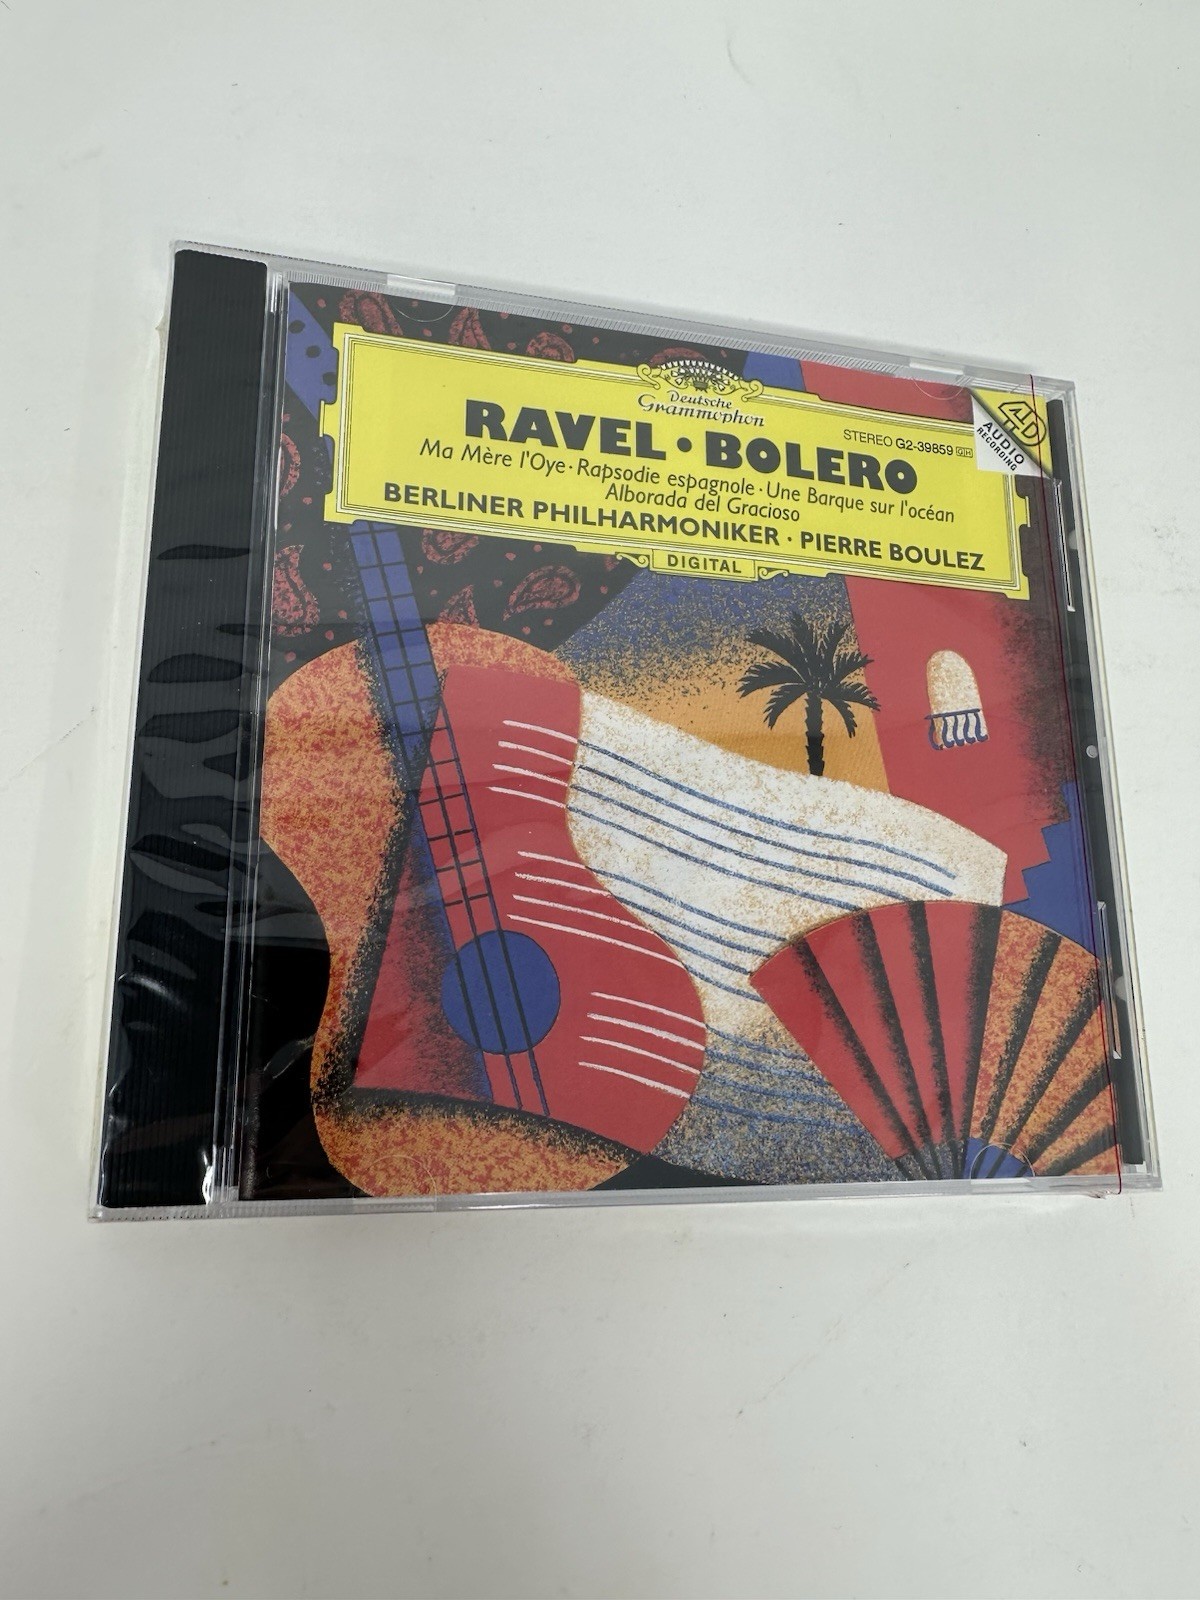 Deutsche
Grammophon
RAVEL · BOLERO
STEREO G2-39859 GH
4D
AUDIO
RECORDING
Ma Mère l'Oye · Rapsodie espagnole · Une Barque sur l'océan
Alborada del Gracioso
BERLINER PHILHARMONIKER · PIERRE BOULEZ
DIGITAL